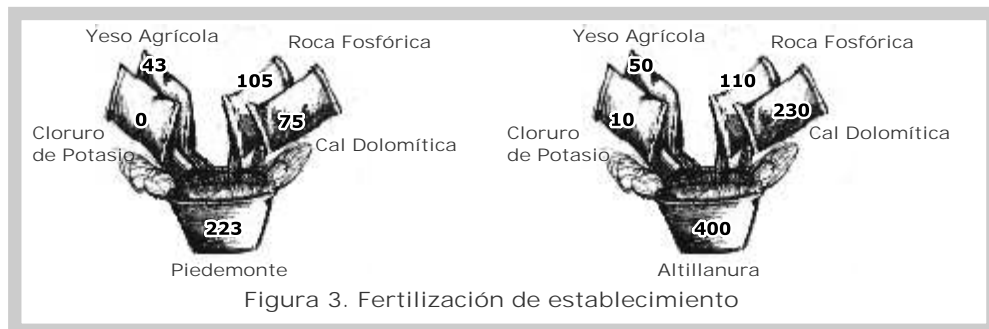 Yeso Agrícola
Roca Fosfórica
43
105
0
75
Cloruro
de Potasio
Cal Dolomítica
223
Piedemonte
Yeso Agrícola
Roca Fosfórica
50
110
10
230
Cloruro
de Potasio
Cal Dolomítica
400
Altillanura
Figura 3. Fertilización de establecimiento